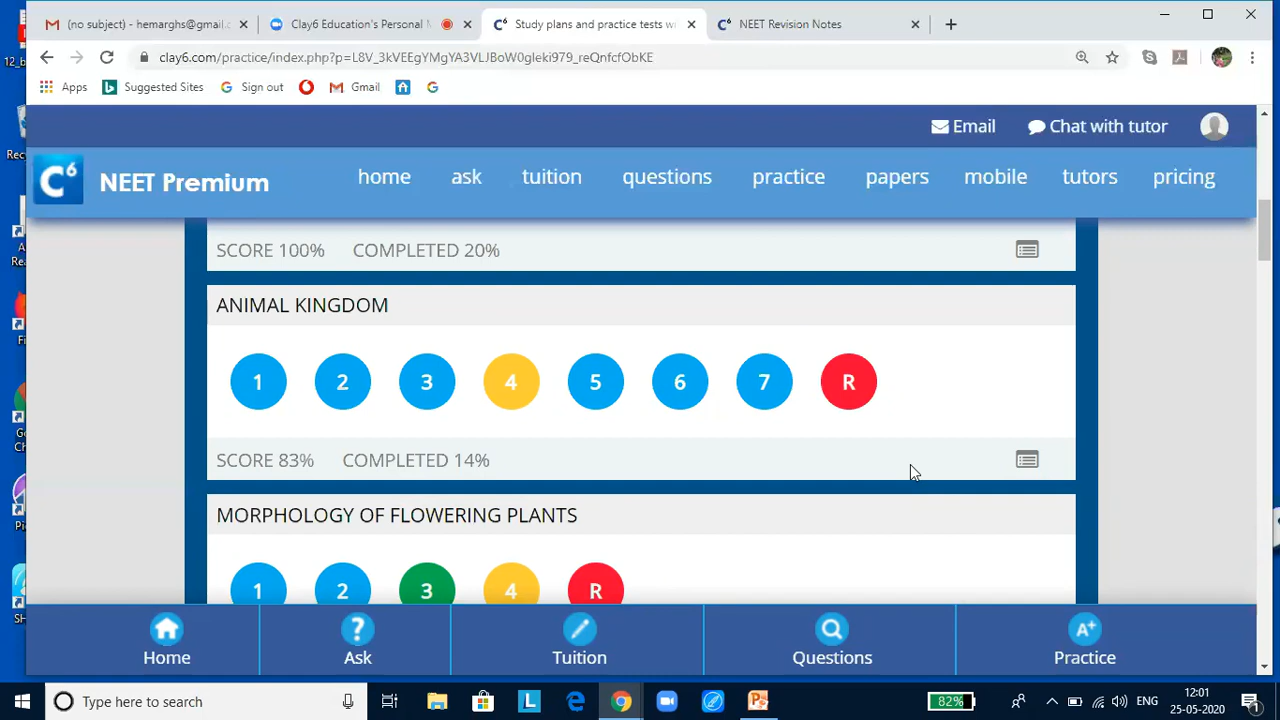 (no subject) - hemarghs@gmail.c
Clay6 Education's Personal M
Study plans and practice tests w
NEET Revision Notes
clay6.com/practice/index.php?p=L8V_3kVEEgYMgYA3VLJBoW0gIeki979_reQnfcfObKE
Apps
Suggested Sites
Sign out
Gmail
Email
Chat with tutor
C6 NEET Premium
home
ask
tuition
questions
practice
papers
mobile
tutors
pricing
SCORE 100% COMPLETED 20%
ANIMAL KINGDOM
1 2 3 4 5 6 7 R
SCORE 83% COMPLETED 14%
MORPHOLOGY OF FLOWERING PLANTS
1 2 3 4 R
Home
Ask
Tuition
Questions
Practice
Type here to search
82%
ENG
12:01
25-05-2020